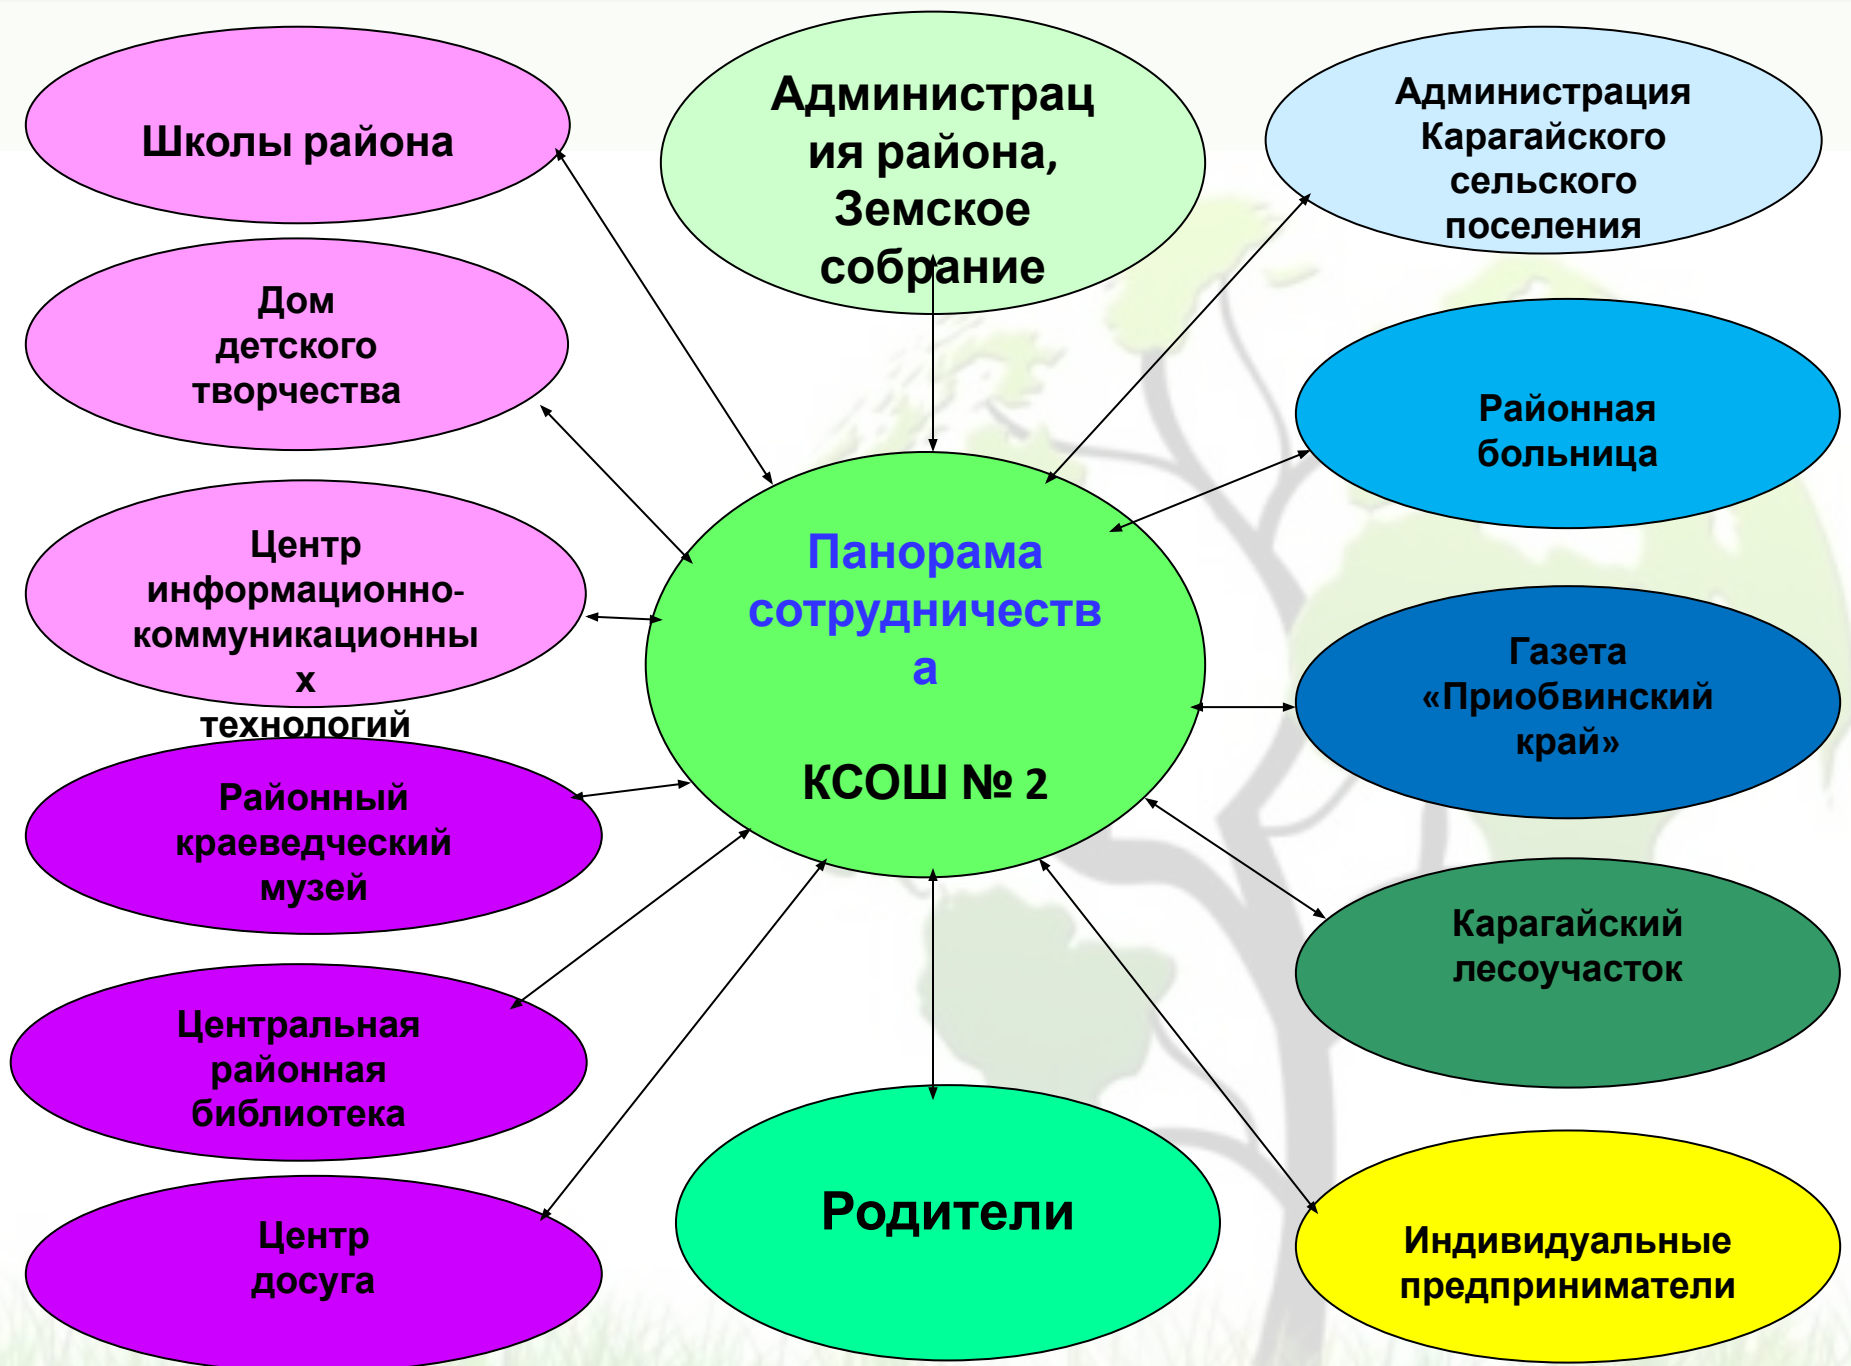 Школы района
Администрац
ия района,
Земское
собрание
Администрация
Карагайского
сельского
поселения
Дом
детского
творчества
Районная
больница
Центр
информационно-
коммуникационны
х
технологий
Панорама
сотрудничеств
а
КСОШ № 2
Газета
«Приобвинский
край»
Районный
краеведческий
музей
Карагайский
лесоучасток
Центральная
районная
библиотека
Центр
досуга
Родители
Индивидуальные
предприниматели